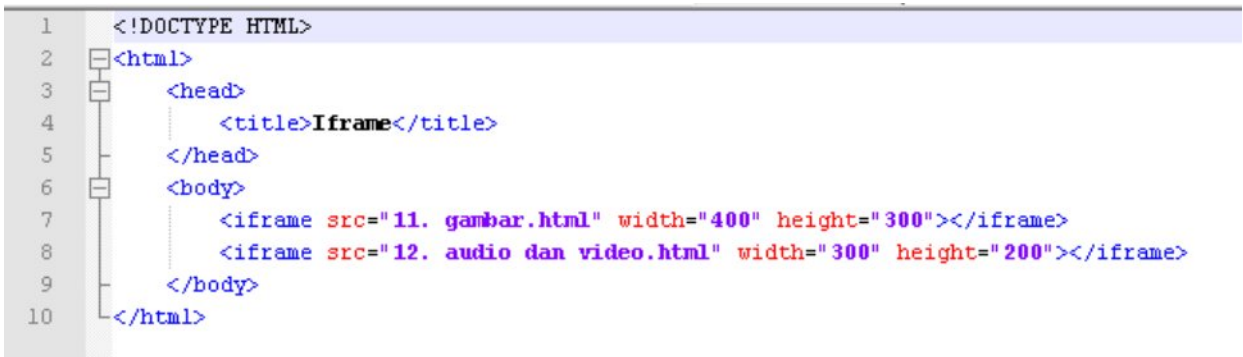 1 <!DOCTYPE HTML>
2 <html>
3 <head>
4 <title>Iframe</title>
5 </head>
6 <body>
7 <iframe src="11. gambar.html" width="400" height="300"></iframe>
8 <iframe src="12. audio dan video.html" width="300" height="200"></iframe>
9 </body>
10 </html>